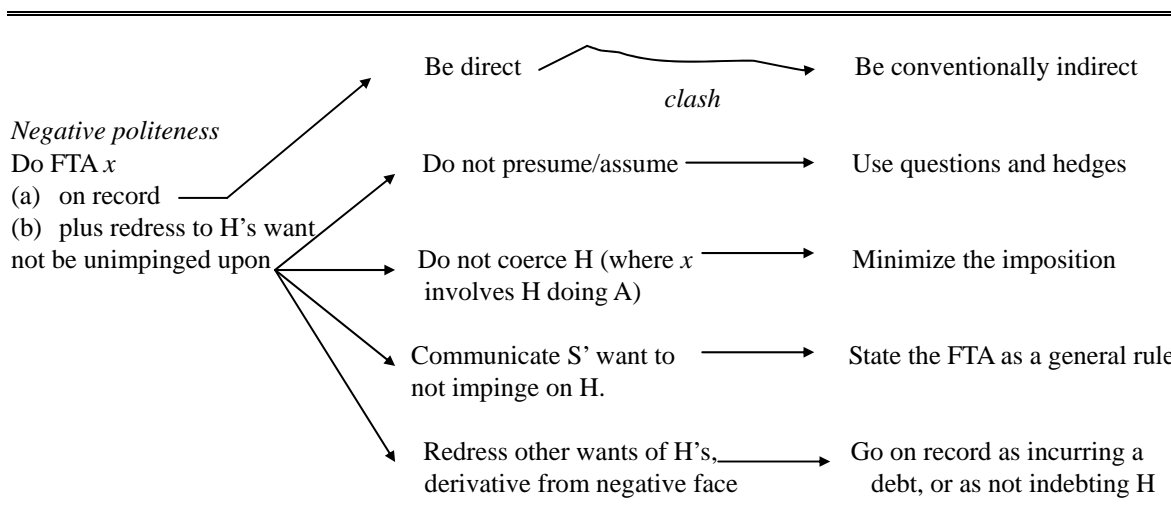 Be direct
Be conventionally indirect
clash
Negative politeness
Do FTA x
(a) on record
(b) plus redress to H's want
not be unimpinged upon
Do not presume/assume
Use questions and hedges
Do not coerce H (where x
involves H doing A)
Minimize the imposition
Communicate S' want to
not impinge on H.
State the FTA as a general rule
Redress other wants of H's,
derivative from negative face
Go on record as incurring a
debt, or as not indebting H